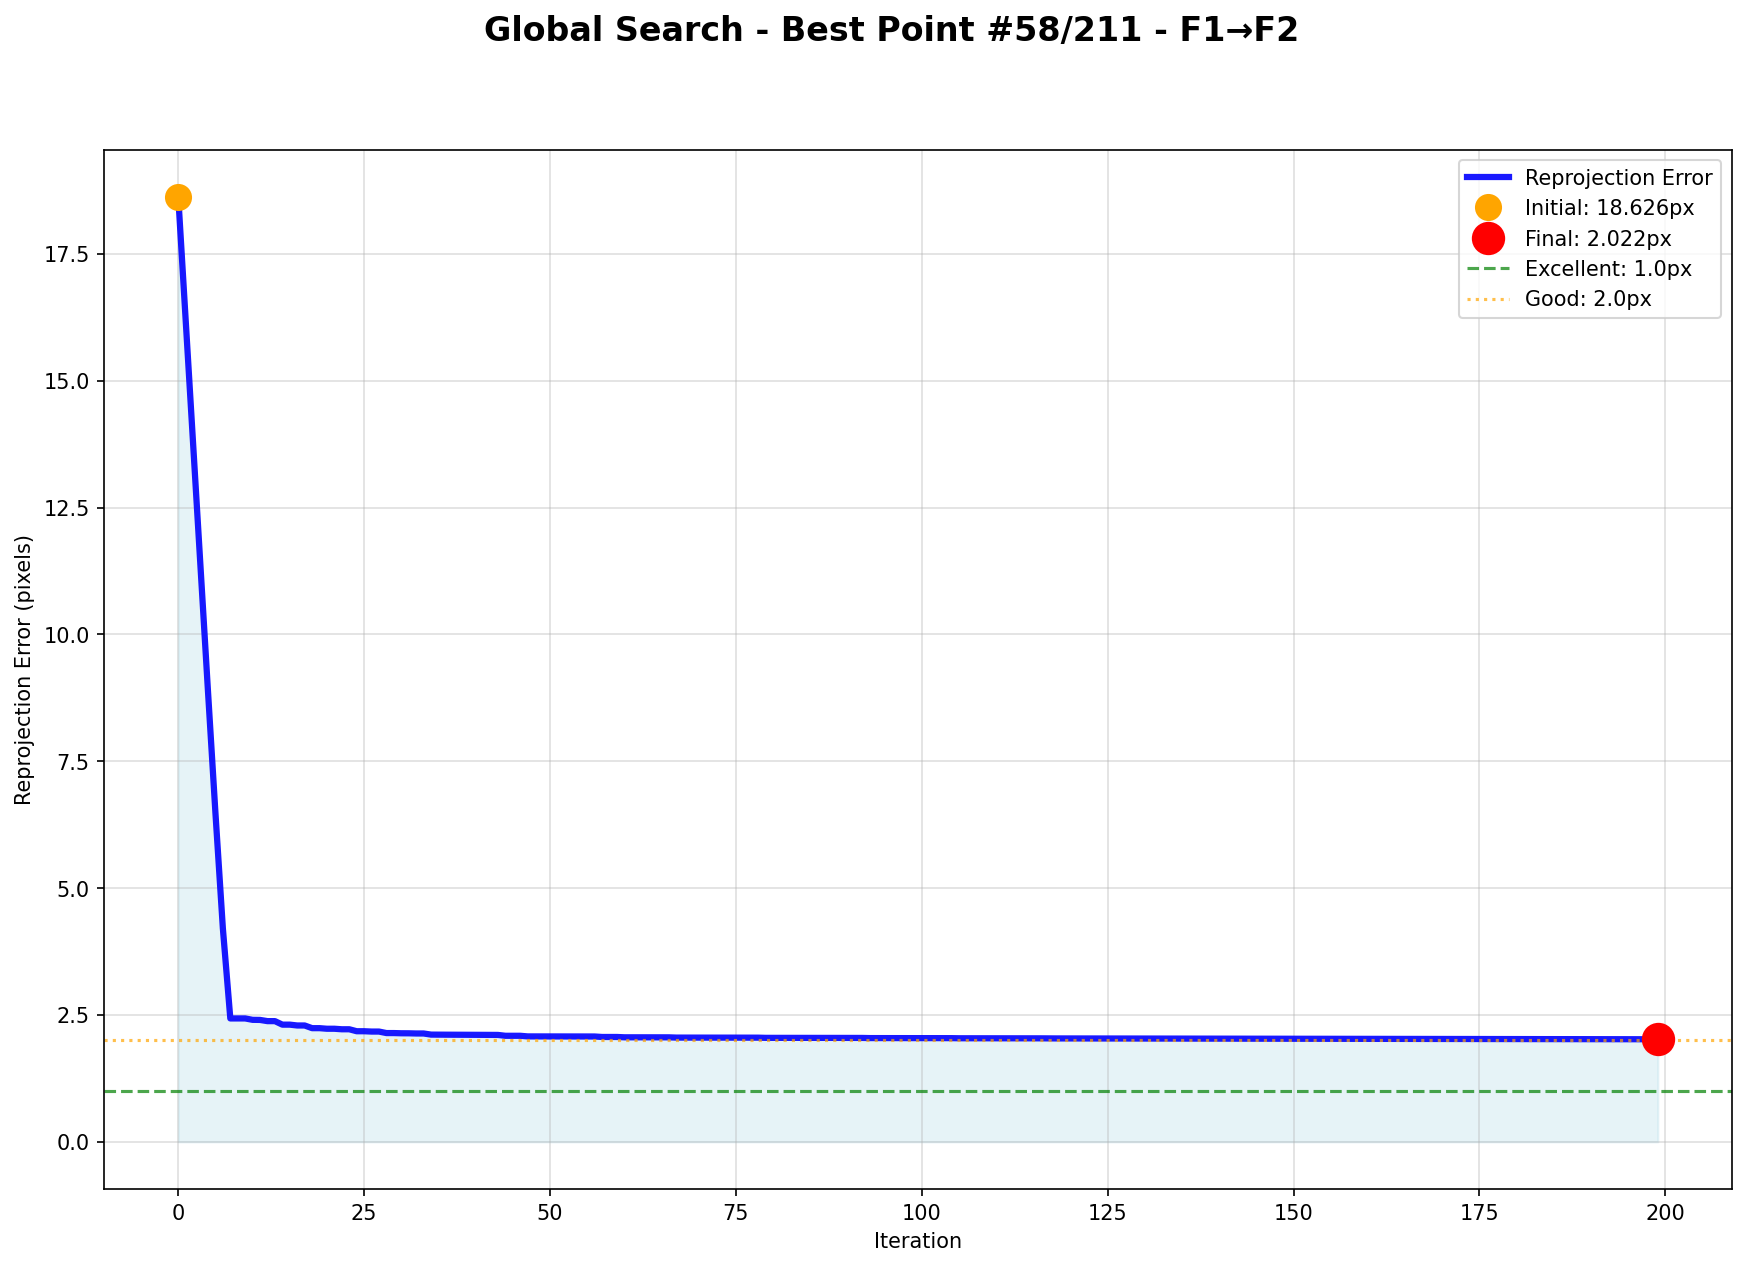 Global Search - Best Point #58/211 - F1→F2
Reprojection Error
Initial: 18.626px
Final: 2.022px
Excellent: 1.0px
Good: 2.0px
17.5
15.0
12.5
10.0
7.5
5.0
2.5
0.0
Reprojection Error (pixels)
0 25 50 75 100 125 150 175 200
Iteration